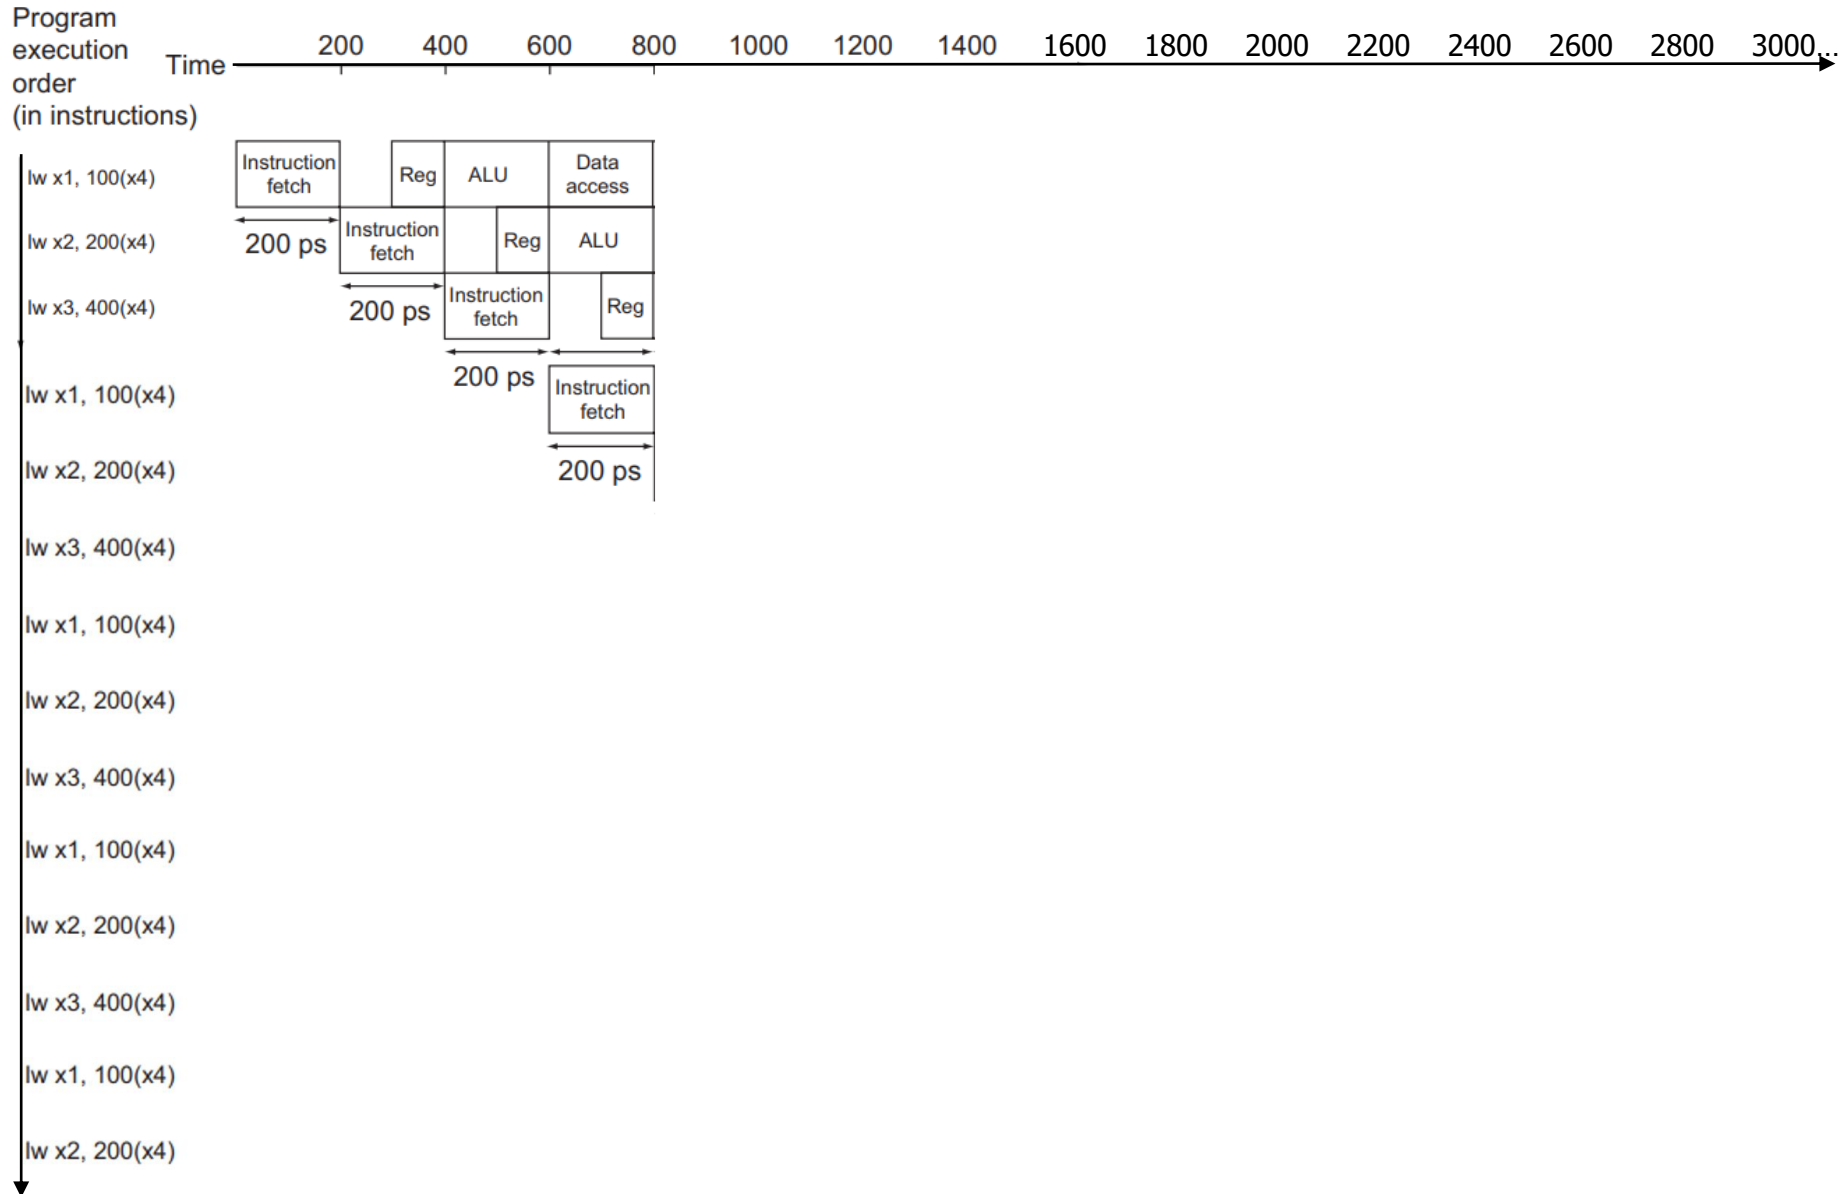 Program
execution
order
(in instructions)
Time
200 400 600 800 1000 1200 1400 1600 1800 2000 2200 2400 2600 2800 3000...
lw x1, 100(x4)
Instruction
fetch
Reg
ALU
Data
access
200 ps
lw x2, 200(x4)
Instruction
fetch
Reg
ALU
200 ps
lw x3, 400(x4)
Instruction
fetch
Reg
200 ps
lw x1, 100(x4)
Instruction
fetch
200 ps
lw x2, 200(x4)
lw x3, 400(x4)
lw x1, 100(x4)
lw x2, 200(x4)
lw x3, 400(x4)
lw x1, 100(x4)
lw x2, 200(x4)
lw x3, 400(x4)
lw x1, 100(x4)
lw x2, 200(x4)